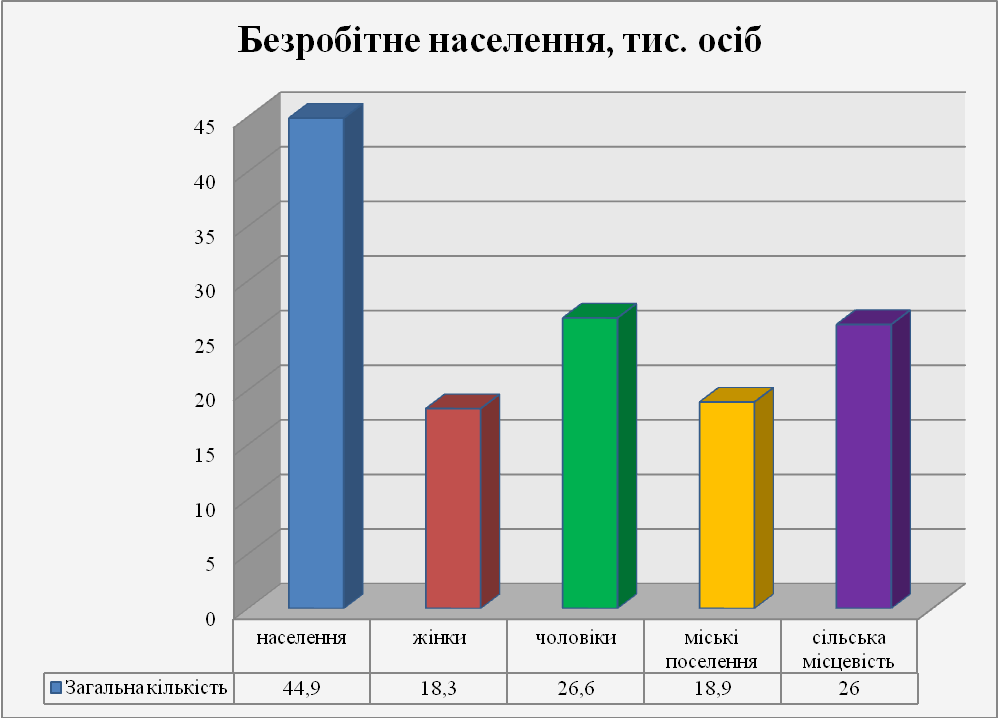 Безробітне населення, тис. осіб
45
40
35
30
25
20
15
10
5
0
населення
жінки
чоловіки
міські
поселення
сільська
місцевість
Загальна кількість
44,9
18,3
26,6
18,9
26